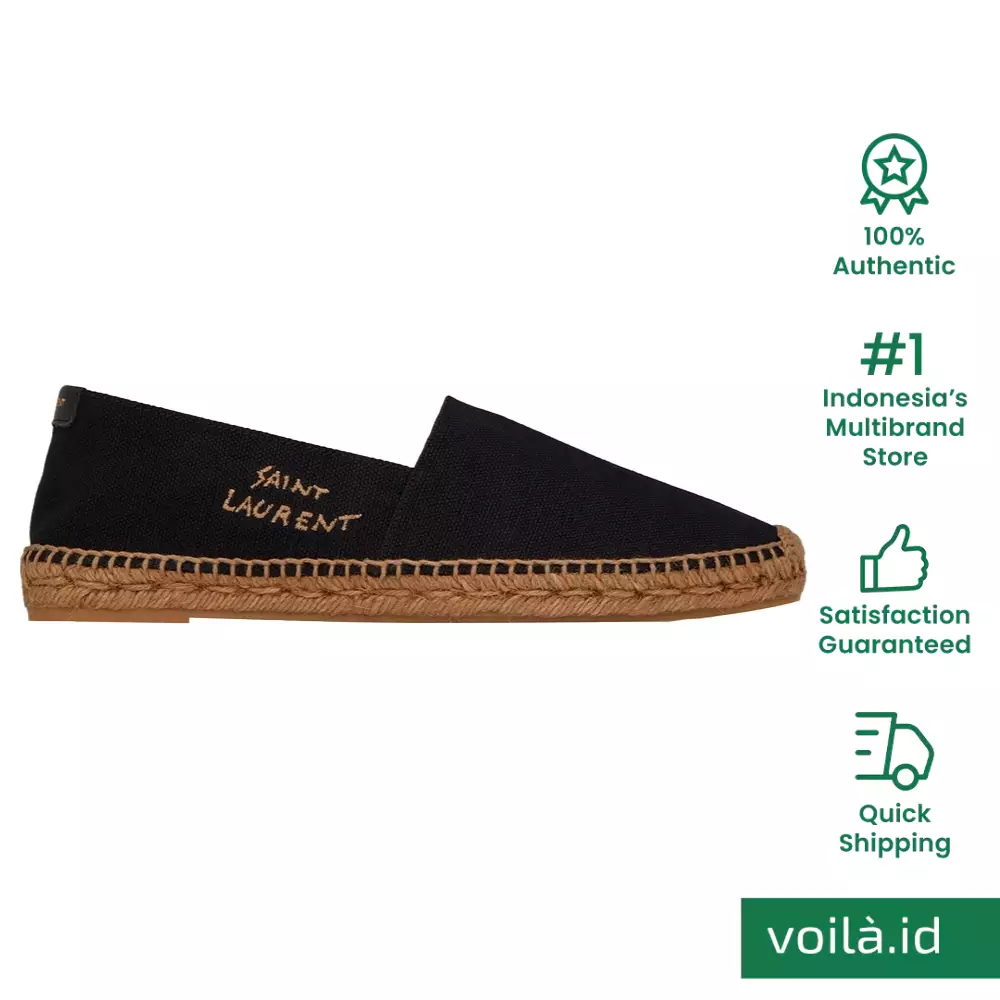 SAINT
LAURENT
100%
Authentic
#1
Indonesia's
Multibrand
Store
Satisfaction
Guaranteed
Quick
Shipping
voilà.id